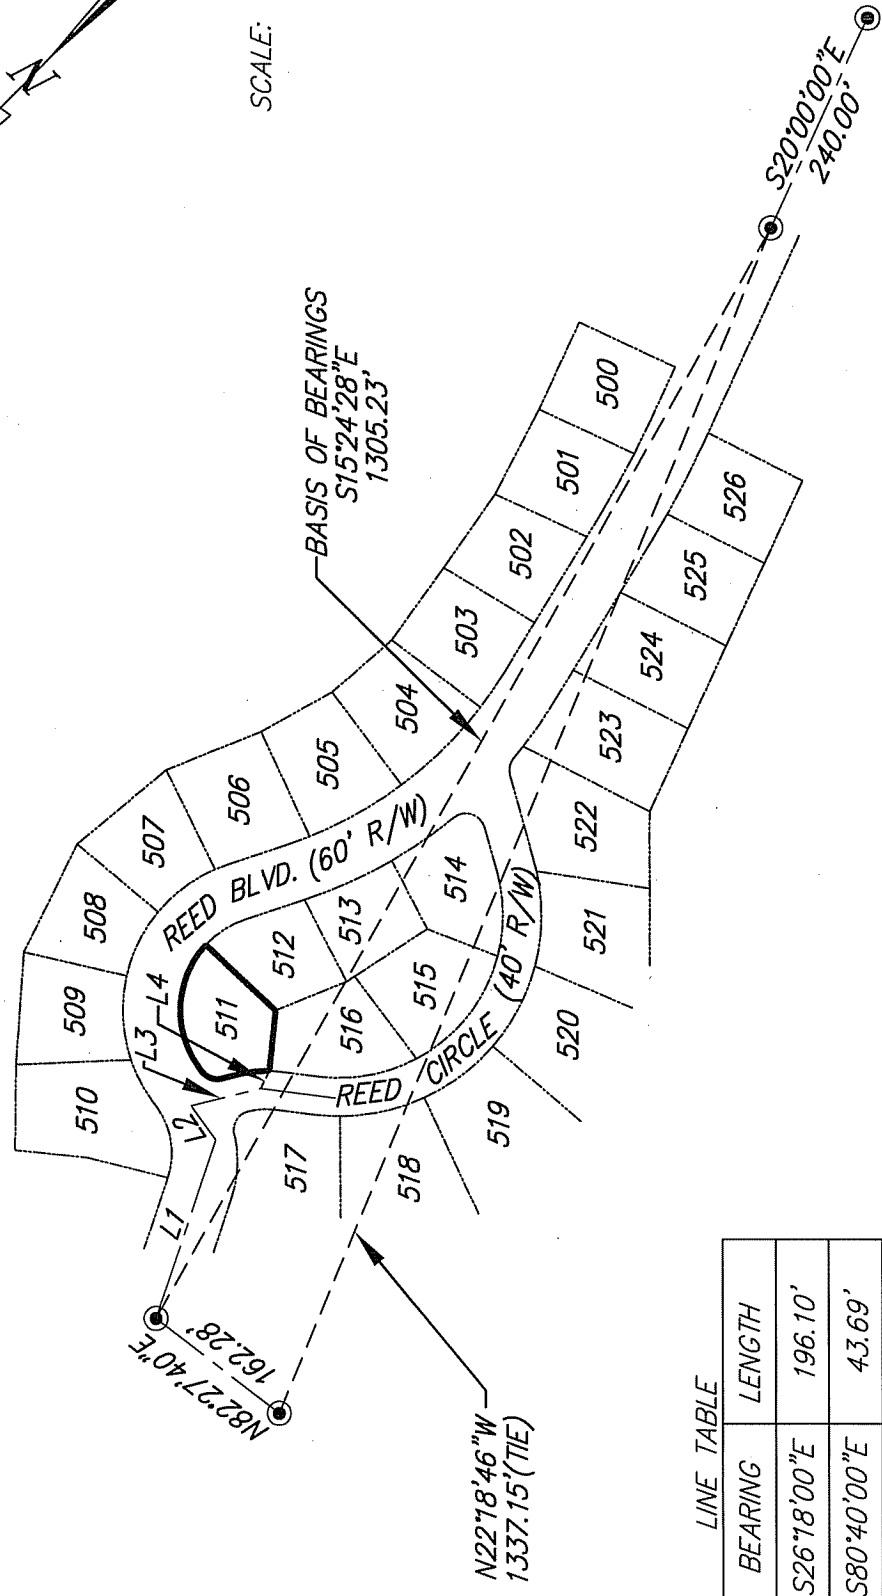 N
SCALE:
S20°00'00"E
240.00'
BASIS OF BEARINGS
S15°24'28"E
1305.23'
500
501
502
503
504
505
506
507
508
509
510
REED BLVD. (60' R/W)
511
512
513
514
515
516
L4
L3
L2
L1
REED CIRCLE (40' R/W)
517
518
519
520
521
522
523
524
525
526
N82°27'40"E
162.28'
N22°18'46"W
1337.15'(TIE)
LINE TABLE
BEARING LENGTH
S26°18'00"E 196.10'
S80°40'00"E 43.69'